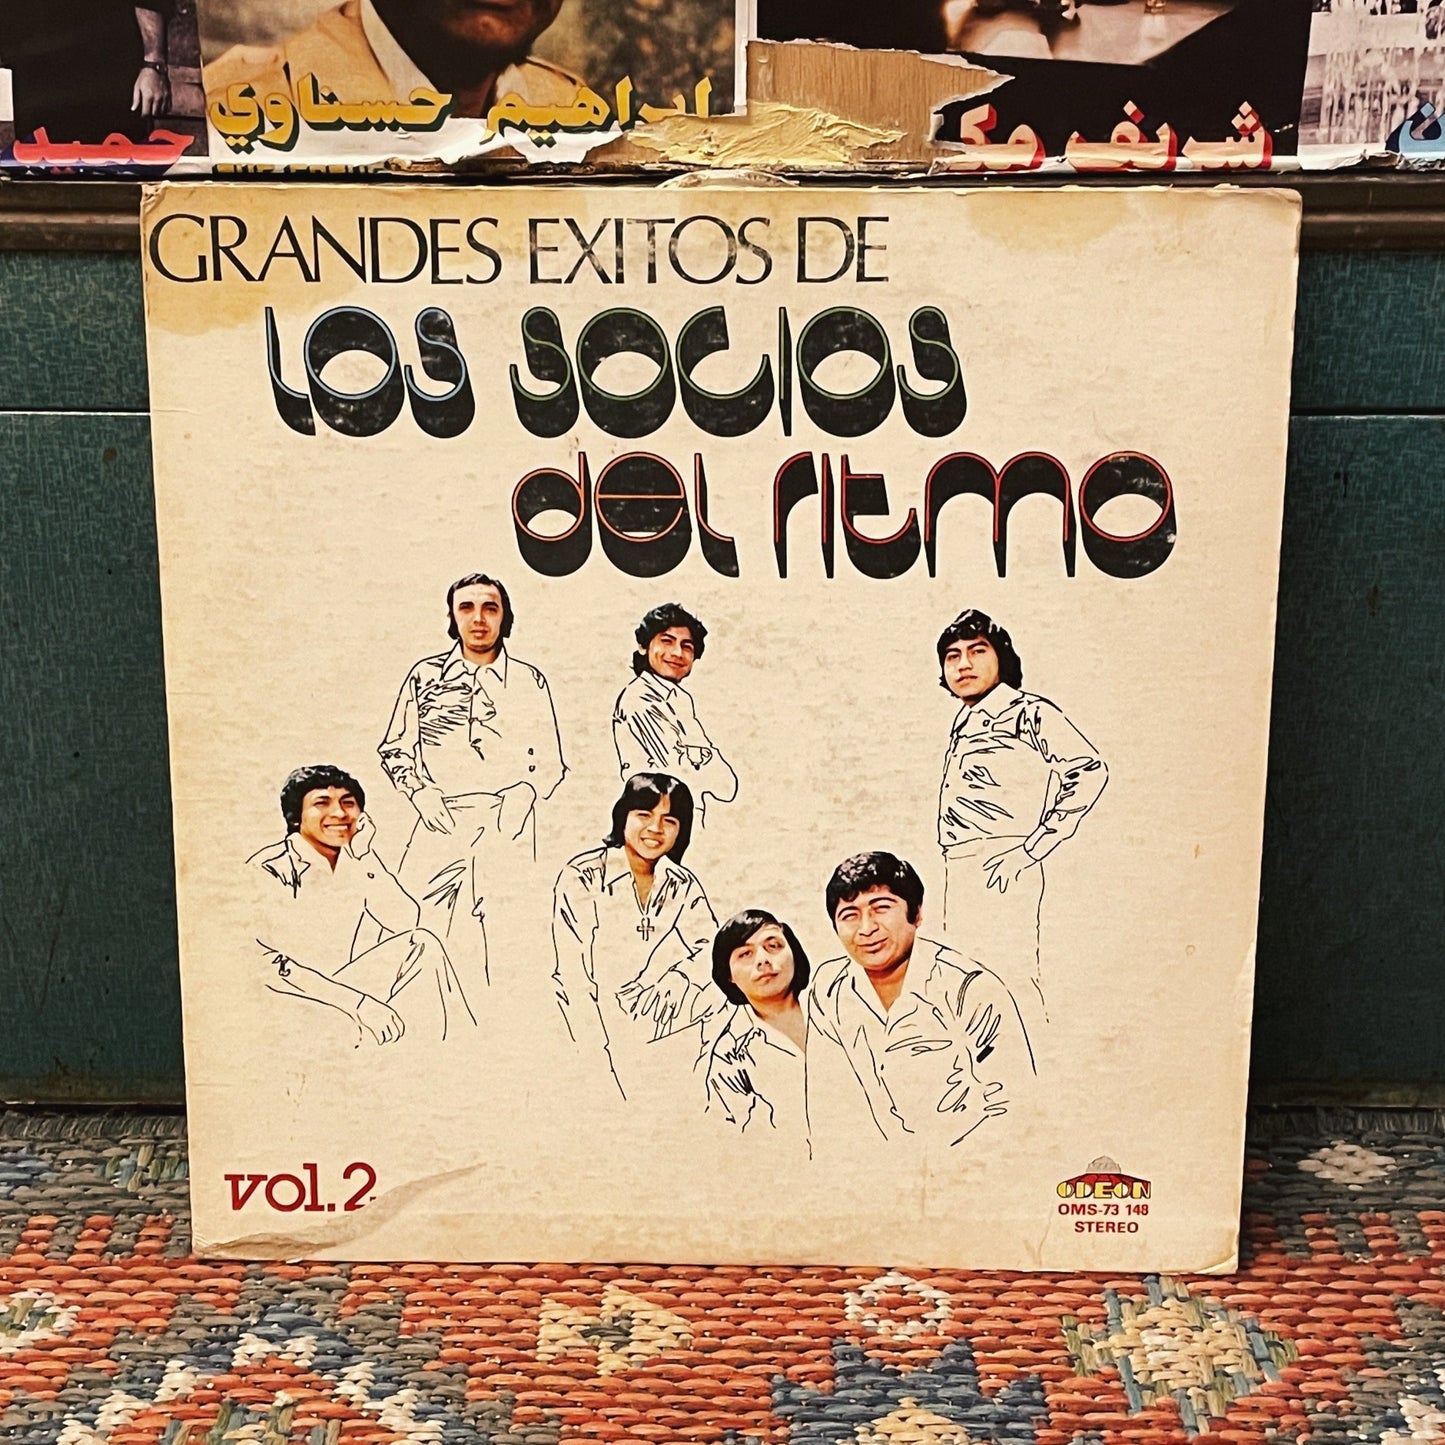 حميد
ابراهيم حسناوي
شريف مك
GRANDES EXITOS DE
LOS SOCIOS
del ritmo
vol.2
ODEON
OMS-73 148
STEREO